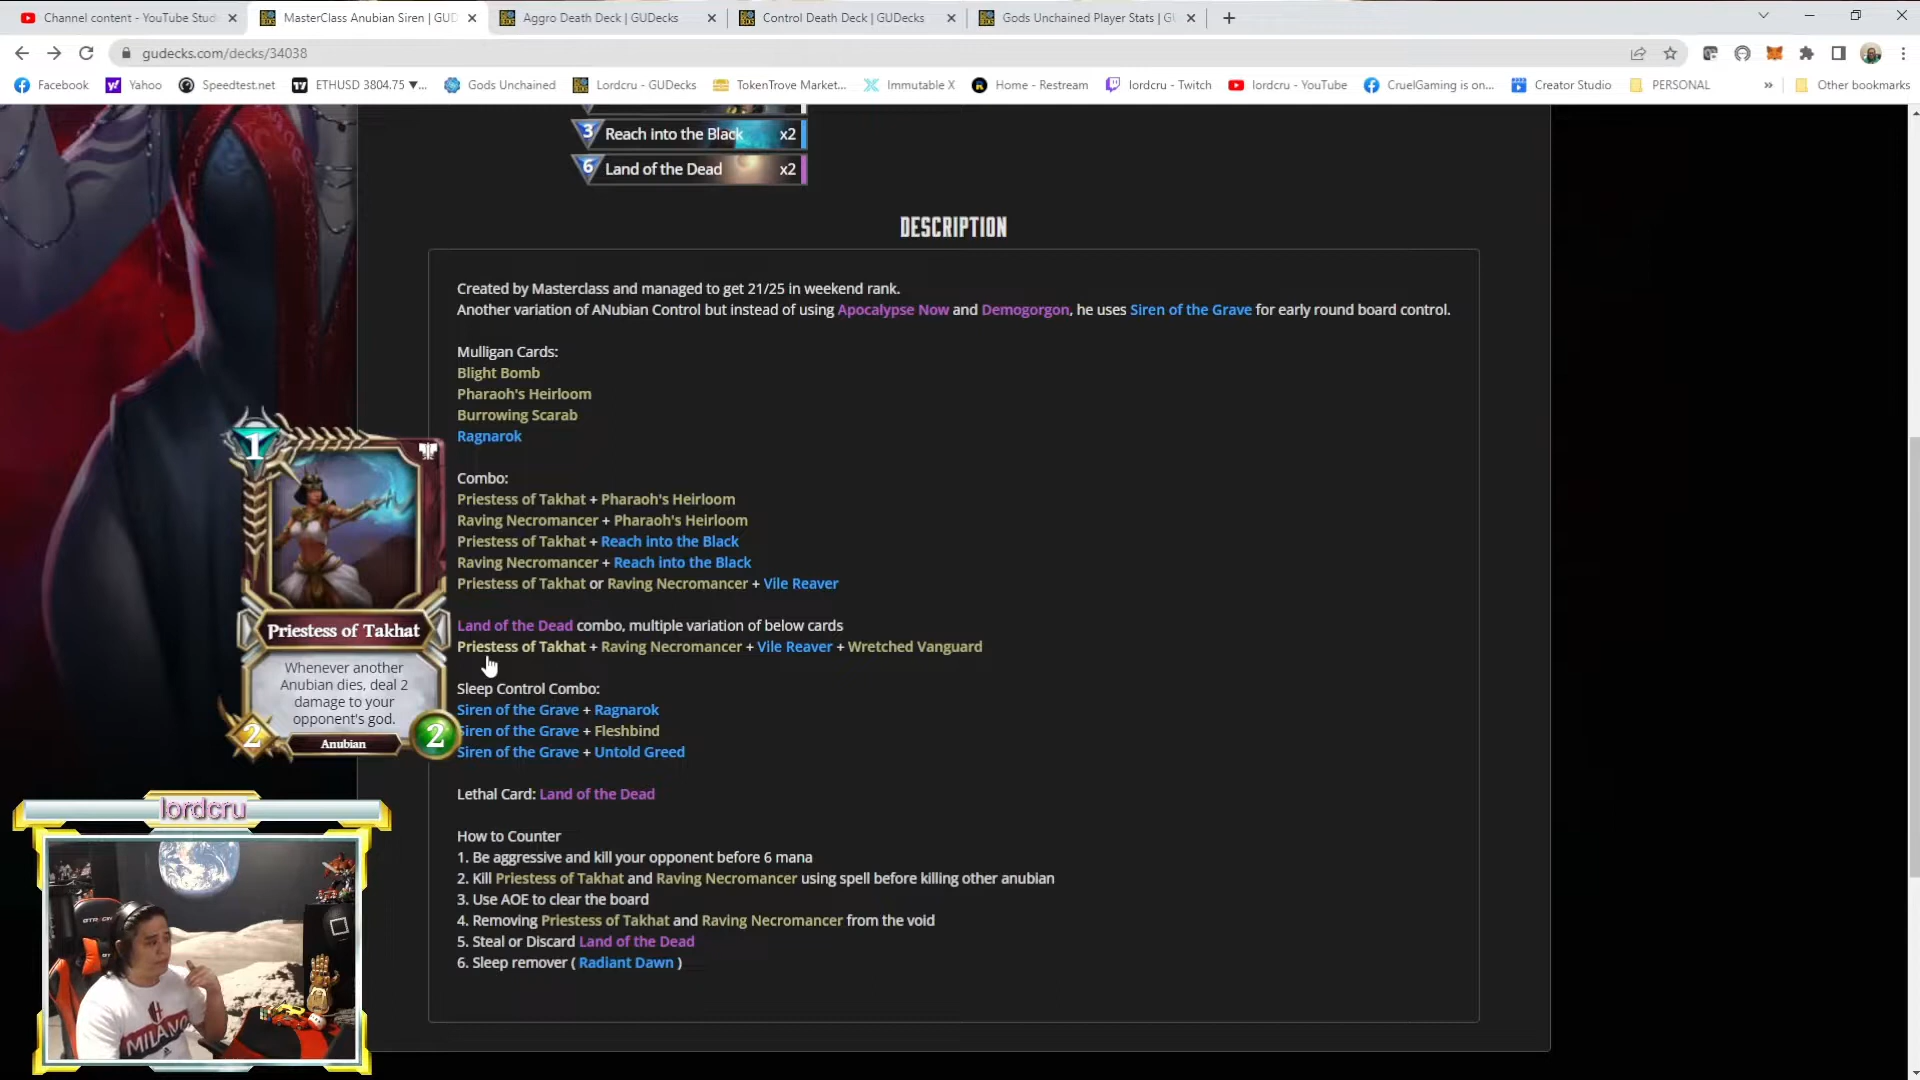 Channel content - YouTube Stud
MasterClass Anubian Siren | GUD
Aggro Death Deck | GUDecks
Control Death Deck | GUDecks
Gods Unchained Player Stats | GU
gudecks.com/decks/34038
Facebook
Yahoo
Speedtest.net
ETHUSD 3804.75 ▼...
Gods Unchained
Lordcru - GUDecks
TokenTrove Market...
Immutable X
Home - Restream
lordcru - Twitch
lordcru - YouTube
CruelGaming is on...
Creator Studio
PERSONAL
»
Other bookmarks
3 Reach into the Black x2
6 Land of the Dead x2
DESCRIPTION
Created by Masterclass and managed to get 21/25 in weekend rank.
Another variation of ANubian Control but instead of using Apocalypse Now and Demogorgon, he uses Siren of the Grave for early round board control.
Mulligan Cards:
Blight Bomb
Pharaoh's Heirloom
Burrowing Scarab
Ragnarok
Combo:
Priestess of Takhat + Pharaoh's Heirloom
Raving Necromancer + Pharaoh's Heirloom
Priestess of Takhat + Reach into the Black
Raving Necromancer + Reach into the Black
Priestess of Takhat or Raving Necromancer + Vile Reaver
Land of the Dead combo, multiple variation of below cards
Priestess of Takhat + Raving Necromancer + Vile Reaver + Wretched Vanguard
Sleep Control Combo:
Siren of the Grave + Ragnarok
Siren of the Grave + Fleshbind
Siren of the Grave + Untold Greed
Lethal Card: Land of the Dead
How to Counter
1. Be aggressive and kill your opponent before 6 mana
2. Kill Priestess of Takhat and Raving Necromancer using spell before killing other anubian
3. Use AOE to clear the board
4. Removing Priestess of Takhat and Raving Necromancer from the void
5. Steal or Discard Land of the Dead
6. Sleep remover ( Radiant Dawn )
1
Priestess of Takhat
Whenever another
Anubian dies, deal 2
damage to your
opponent's god.
2
Anubian
2
lordcru
GTRACING
MILANO